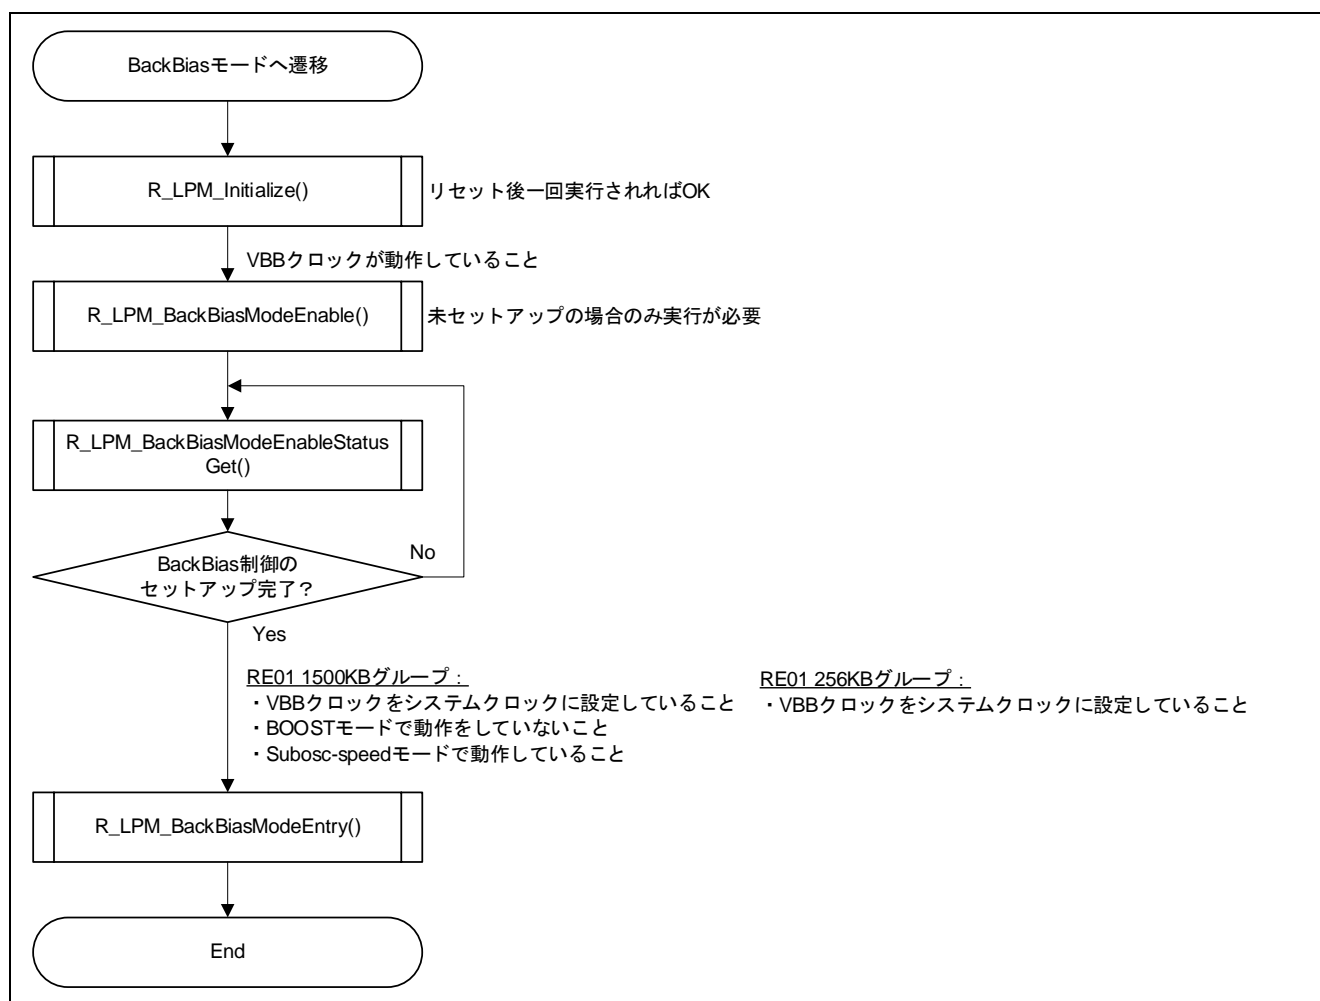 BackBiasモードへ遷移
R_LPM_Initialize()
リセット後一回実行されればOK
VBBクロックが動作していること
R_LPM_BackBiasModeEnable()
未セットアップの場合のみ実行が必要
R_LPM_BackBiasModeEnableStatus
Get()
BackBias制御の
セットアップ完了？
No
Yes
RE01 1500KBグループ：
・VBBクロックをシステムクロックに設定していること
・BOOSTモードで動作をしていないこと
・Subosc-speedモードで動作していること
RE01 256KBグループ：
・VBBクロックをシステムクロックに設定していること
R_LPM_BackBiasModeEntry()
End